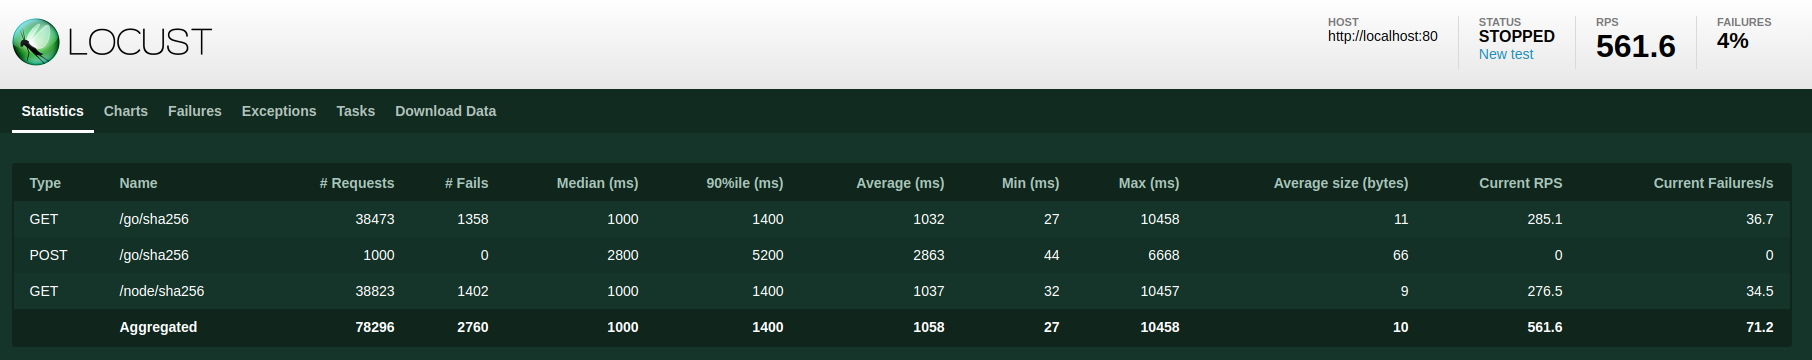 LOCUST
HOST
http://localhost:80
STATUS
STOPPED
New test
RPS
561.6
FAILURES
4%
Statistics Charts Failures Exceptions Tasks Download Data
Type Name # Requests # Fails Median (ms) 90%ile (ms) Average (ms) Min (ms) Max (ms) Average size (bytes) Current RPS Current Failures/s
GET /go/sha256 38473 1358 1000 1400 1032 27 10458 11 285.1 36.7
POST /go/sha256 1000 0 2800 5200 2863 44 6668 66 0 0
GET /node/sha256 38823 1402 1000 1400 1037 32 10457 9 276.5 34.5
Aggregated 78296 2760 1000 1400 1058 27 10458 10 561.6 71.2